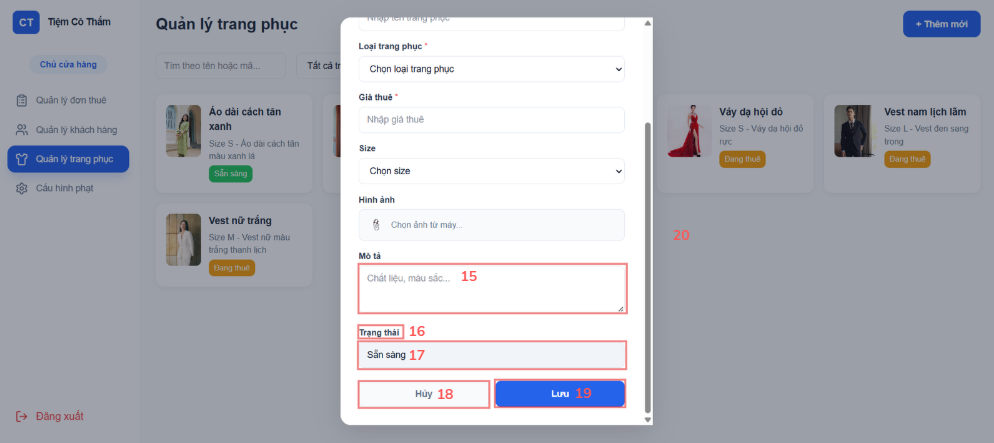 CT Tiệm Cô Thắm
Chủ cửa hàng
Quản lý đơn thuê
Quản lý khách hàng
Quản lý trang phục
Cấu hình phạt
Đăng xuất
Quản lý trang phục
+ Thêm mới
Tìm theo tên hoặc mã...
Tất cả tr
Áo dài cách tân
xanh
Size S - Áo dài cách tân
màu xanh lá
Sẵn sàng
Váy dạ hội đỏ
Size S - Váy dạ hội đỏ
rực
Đang thuê
Vest nam lịch lãm
Size L - Vest đen sang
trọng
Đang thuê
Vest nữ trắng
Size M - Vest nữ màu
trắng thanh lịch
Đang thuê
Nhập tên trang phục
Loại trang phục *
Chọn loại trang phục
Giá thuê *
Nhập giá thuê
Size
Chọn size
Hình ảnh
Chọn ảnh từ máy...
Mô tả
Chất liệu, màu sắc... 15
Trạng thái 16
Sẵn sàng 17
Hủy 18
Lưu 19
20